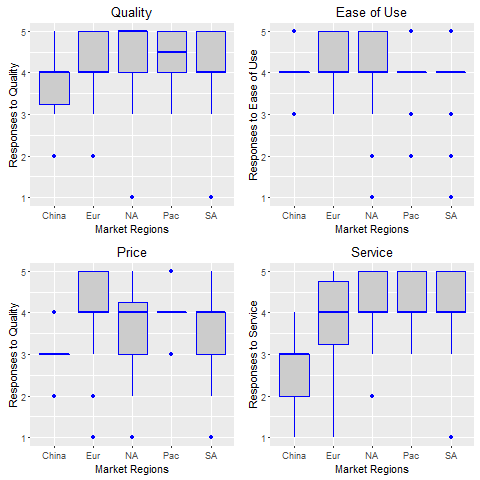 Quality
Responses to Quality
5
4
3
2
1
China Eur NA Pac SA
Market Regions
Ease of Use
Responses to Ease of Use
5
4
3
2
1
China Eur NA Pac SA
Market Regions
Price
Responses to Quality
5
4
3
2
1
China Eur NA Pac SA
Market Regions
Service
Responses to Service
5
4
3
2
1
China Eur NA Pac SA
Market Regions